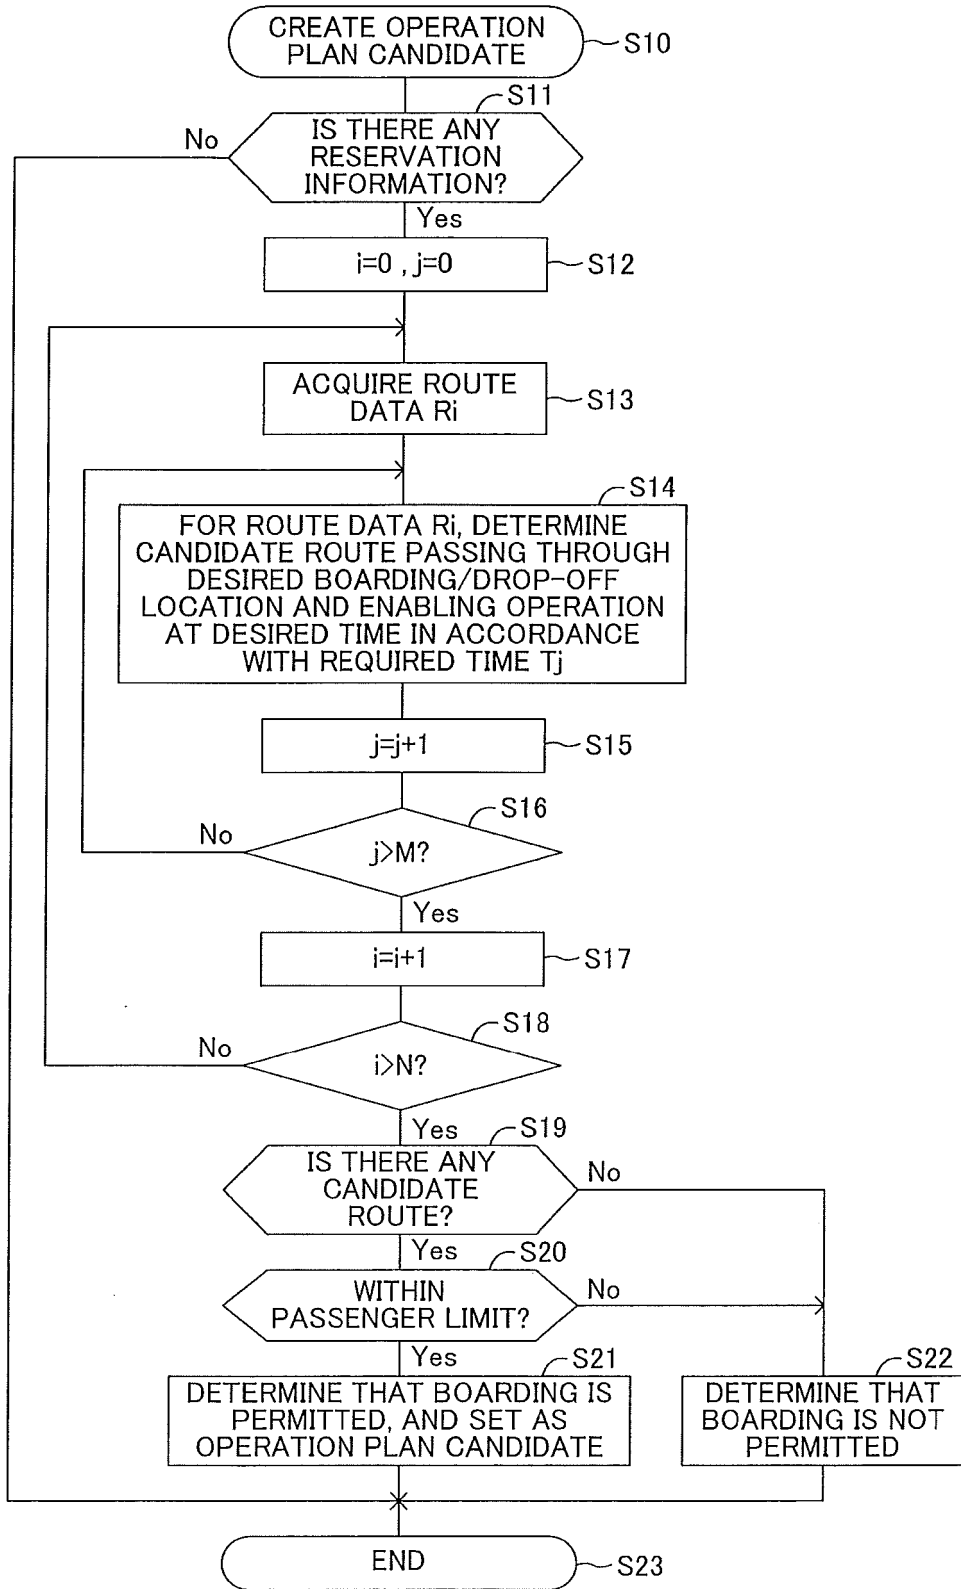 CREATE OPERATION
PLAN CANDIDATE
S10
S11
IS THERE ANY
RESERVATION
INFORMATION?
No
Yes
i=0 , j=0
S12
ACQUIRE ROUTE
DATA Ri
S13
S14
FOR ROUTE DATA Ri, DETERMINE
CANDIDATE ROUTE PASSING THROUGH
DESIRED BOARDING/DROP-OFF
LOCATION AND ENABLING OPERATION
AT DESIRED TIME IN ACCORDANCE
WITH REQUIRED TIME Tj
j=j+1
S15
S16
No
j>M?
Yes
i=i+1
S17
S18
No
i>N?
Yes
S19
IS THERE ANY
CANDIDATE
ROUTE?
No
Yes
S20
WITHIN
PASSENGER LIMIT?
No
Yes
S21
DETERMINE THAT BOARDING IS
PERMITTED, AND SET AS
OPERATION PLAN CANDIDATE
S22
DETERMINE THAT
BOARDING IS NOT
PERMITTED
END
S23